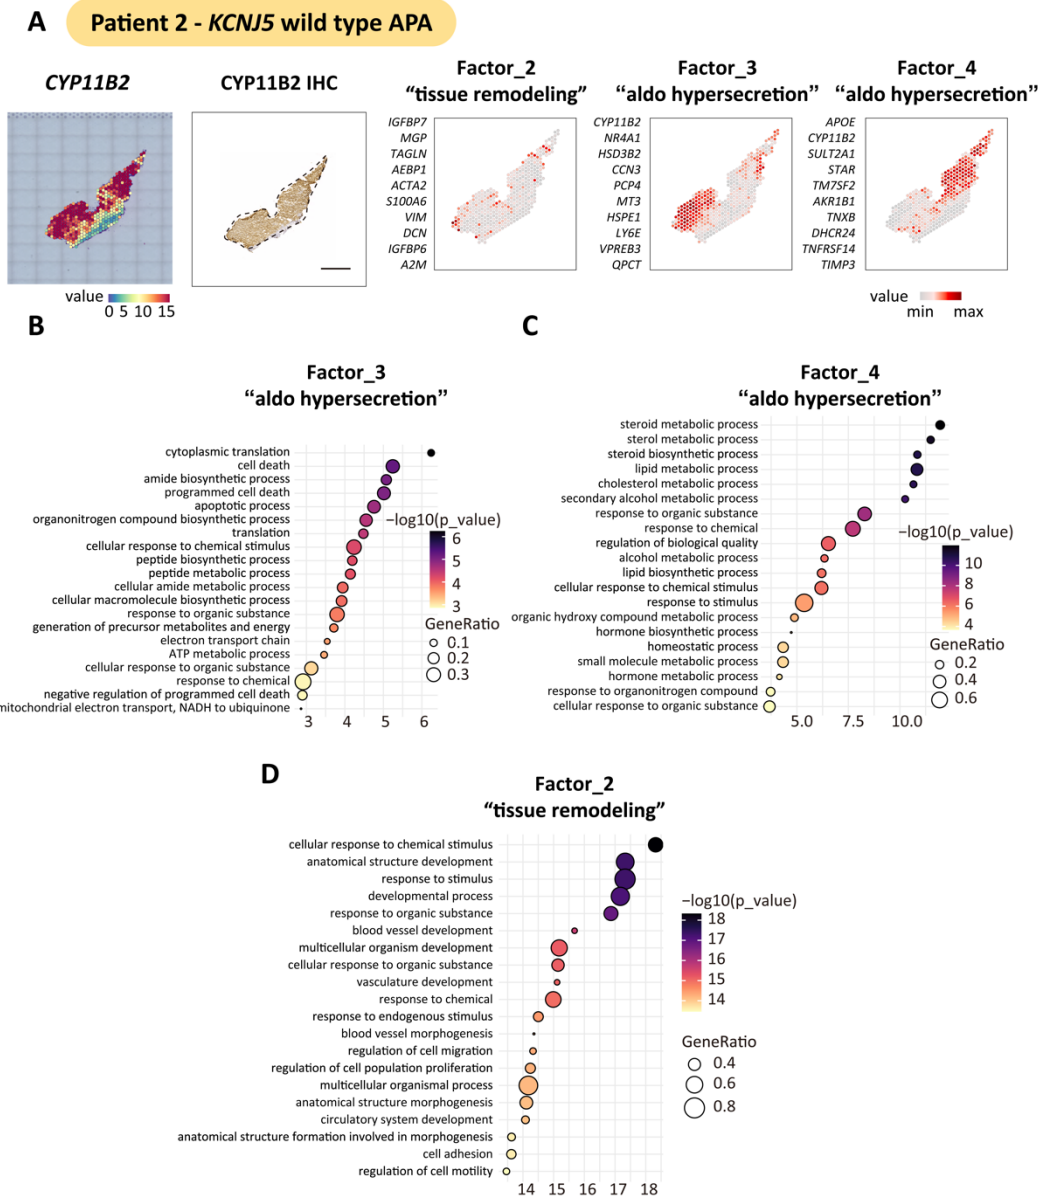 A
Patient 2 - KCNJ5 wild type APA
CYP11B2
CYP11B2 IHC
Factor_2
“tissue remodeling”
Factor_3
“aldo hypersecretion”
Factor_4
“aldo hypersecretion”
IGFBP7
MGP
TAGLN
AEBP1
ACTA2
S100A6
VIM
DCN
IGFBP6
A2M
CYP11B2
NR4A1
HSD3B2
CCN3
PCP4
MT3
HSPE1
LY6E
VPREB3
QPCT
APOE
CYP11B2
SULT2A1
STAR
TM7SF2
AKR1B1
TNXB
DHCR24
TNFRSF14
TIMP3
value
0 5 10 15
value
min max
B
Factor_3
“aldo hypersecretion”
cytoplasmic translation
cell death
amide biosynthetic process
programmed cell death
apoptotic process
organonitrogen compound biosynthetic process
translation
cellular response to chemical stimulus
peptide biosynthetic process
peptide metabolic process
cellular amide metabolic process
cellular macromolecule biosynthetic process
response to organic substance
generation of precursor metabolites and energy
electron transport chain
ATP metabolic process
cellular response to organic substance
response to chemical
negative regulation of programmed cell death
mitochondrial electron transport, NADH to ubiquinone
3 4 5 6
−log10(p_value)
6
5
4
3
GeneRatio
0.1
0.2
0.3
C
Factor_4
“aldo hypersecretion”
steroid metabolic process
sterol metabolic process
steroid biosynthetic process
lipid metabolic process
cholesterol metabolic process
secondary alcohol metabolic process
response to organic substance
response to chemical
regulation of biological quality
alcohol metabolic process
lipid biosynthetic process
cellular response to chemical stimulus
response to stimulus
organic hydroxy compound metabolic process
hormone biosynthetic process
homeostatic process
small molecule metabolic process
hormone metabolic process
response to organonitrogen compound
cellular response to organic substance
5.0 7.5 10.0
−log10(p_value)
10
8
6
4
GeneRatio
0.2
0.4
0.6
D
Factor_2
“tissue remodeling”
cellular response to chemical stimulus
anatomical structure development
response to stimulus
developmental process
response to organic substance
blood vessel development
multicellular organism development
cellular response to organic substance
vasculature development
response to chemical
response to endogenous stimulus
blood vessel morphogenesis
regulation of cell migration
regulation of cell population proliferation
multicellular organismal process
anatomical structure morphogenesis
circulatory system development
anatomical structure formation involved in morphogenesis
cell adhesion
regulation of cell motility
14 15 16 17 18
−log10(p_value)
18
17
16
15
14
GeneRatio
0.4
0.6
0.8